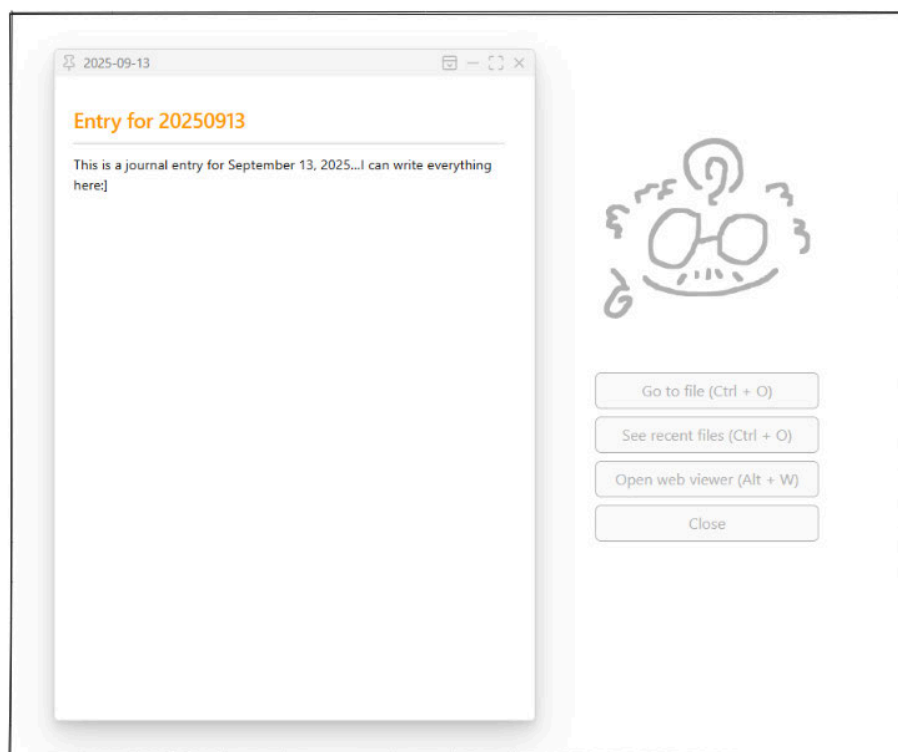 2025-09-13
Entry for 20250913
This is a journal entry for September 13, 2025...I can write everything
here:]
Go to file (Ctrl + O)
See recent files (Ctrl + O)
Open web viewer (Alt + W)
Close